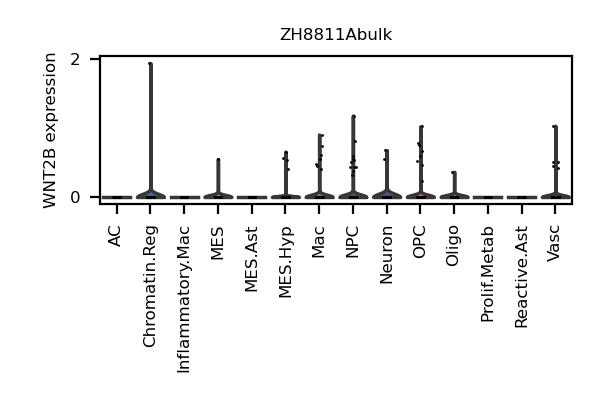 ZH8811Abulk
WNT2B expression
2
0
AC
Chromatin.Reg
Inflammatory.Mac
MES
MES.Ast
MES.Hyp
Mac
NPC
Neuron
OPC
Oligo
Prolif.Metab
Reactive.Ast
Vasc